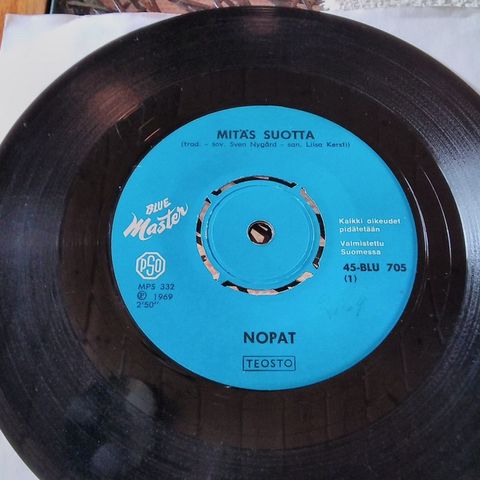 MITÄS SUOTTA
(trad. - sov. Sven Nygård - san. Liisa Kersti)
BLUE
Master
PSO
MPS 332
Ⓟ 1969
2'50"
Kaikki oikeudet
pidätetään
Valmistettu
Suomessa
45-BLU 705
(1)
NOPAT
TEOSTO